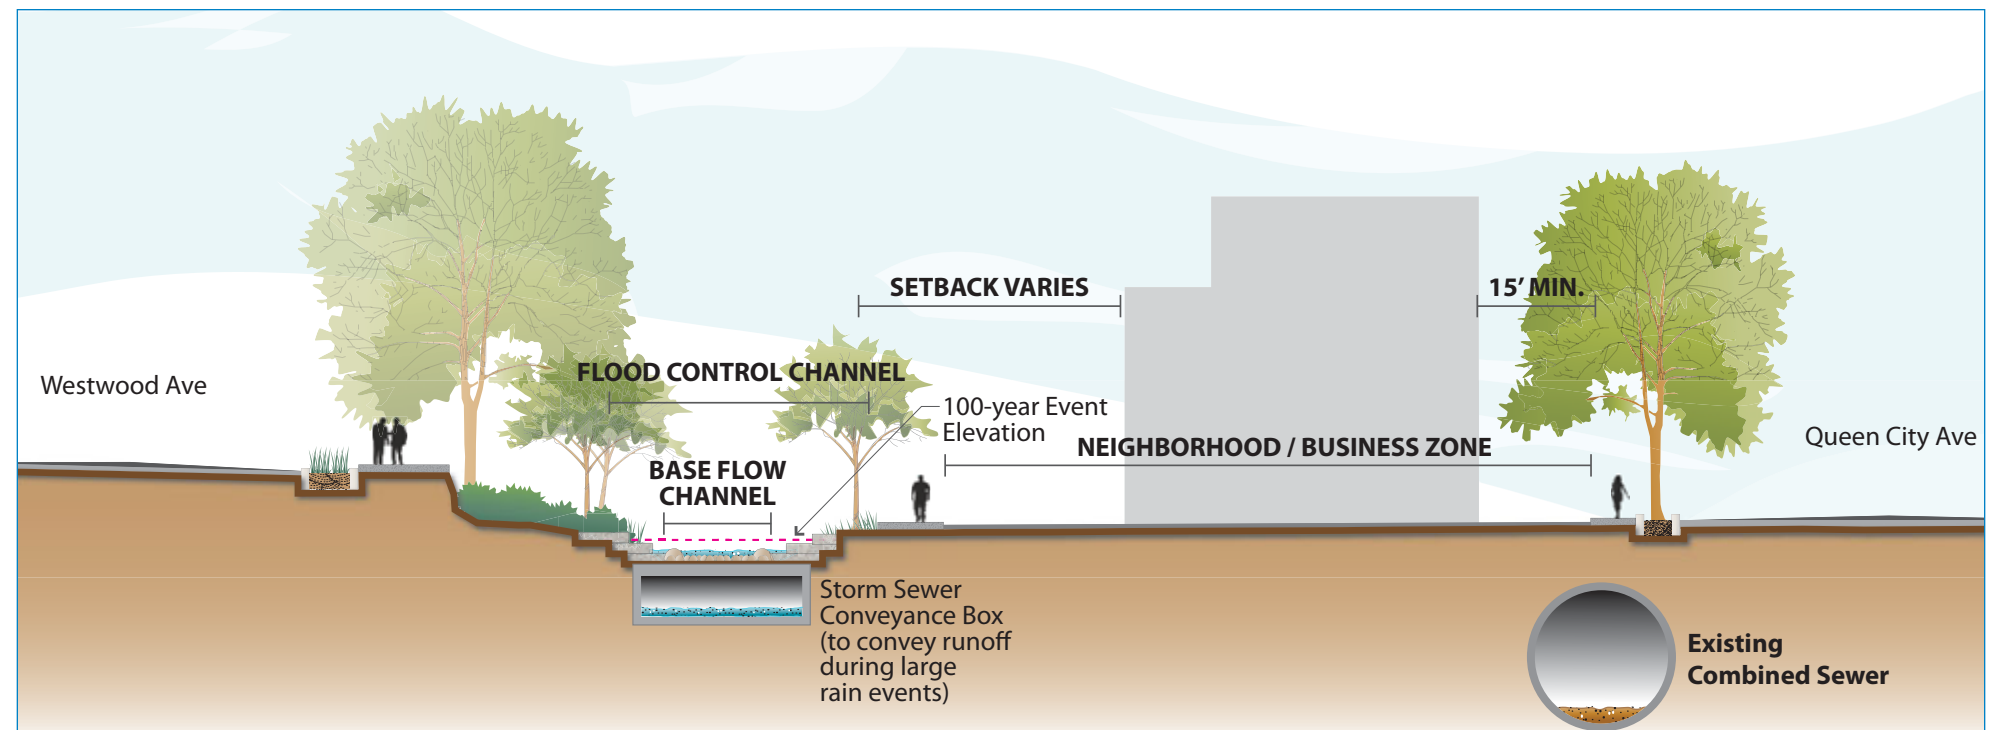 SETBACK VARIES
15' MIN.
FLOOD CONTROL CHANNEL
Westwood Ave
100-year Event
Elevation
NEIGHBORHOOD / BUSINESS ZONE
Queen City Ave
BASE FLOW
CHANNEL
Storm Sewer
Conveyance Box
(to convey runoff
during large
rain events)
Existing
Combined Sewer